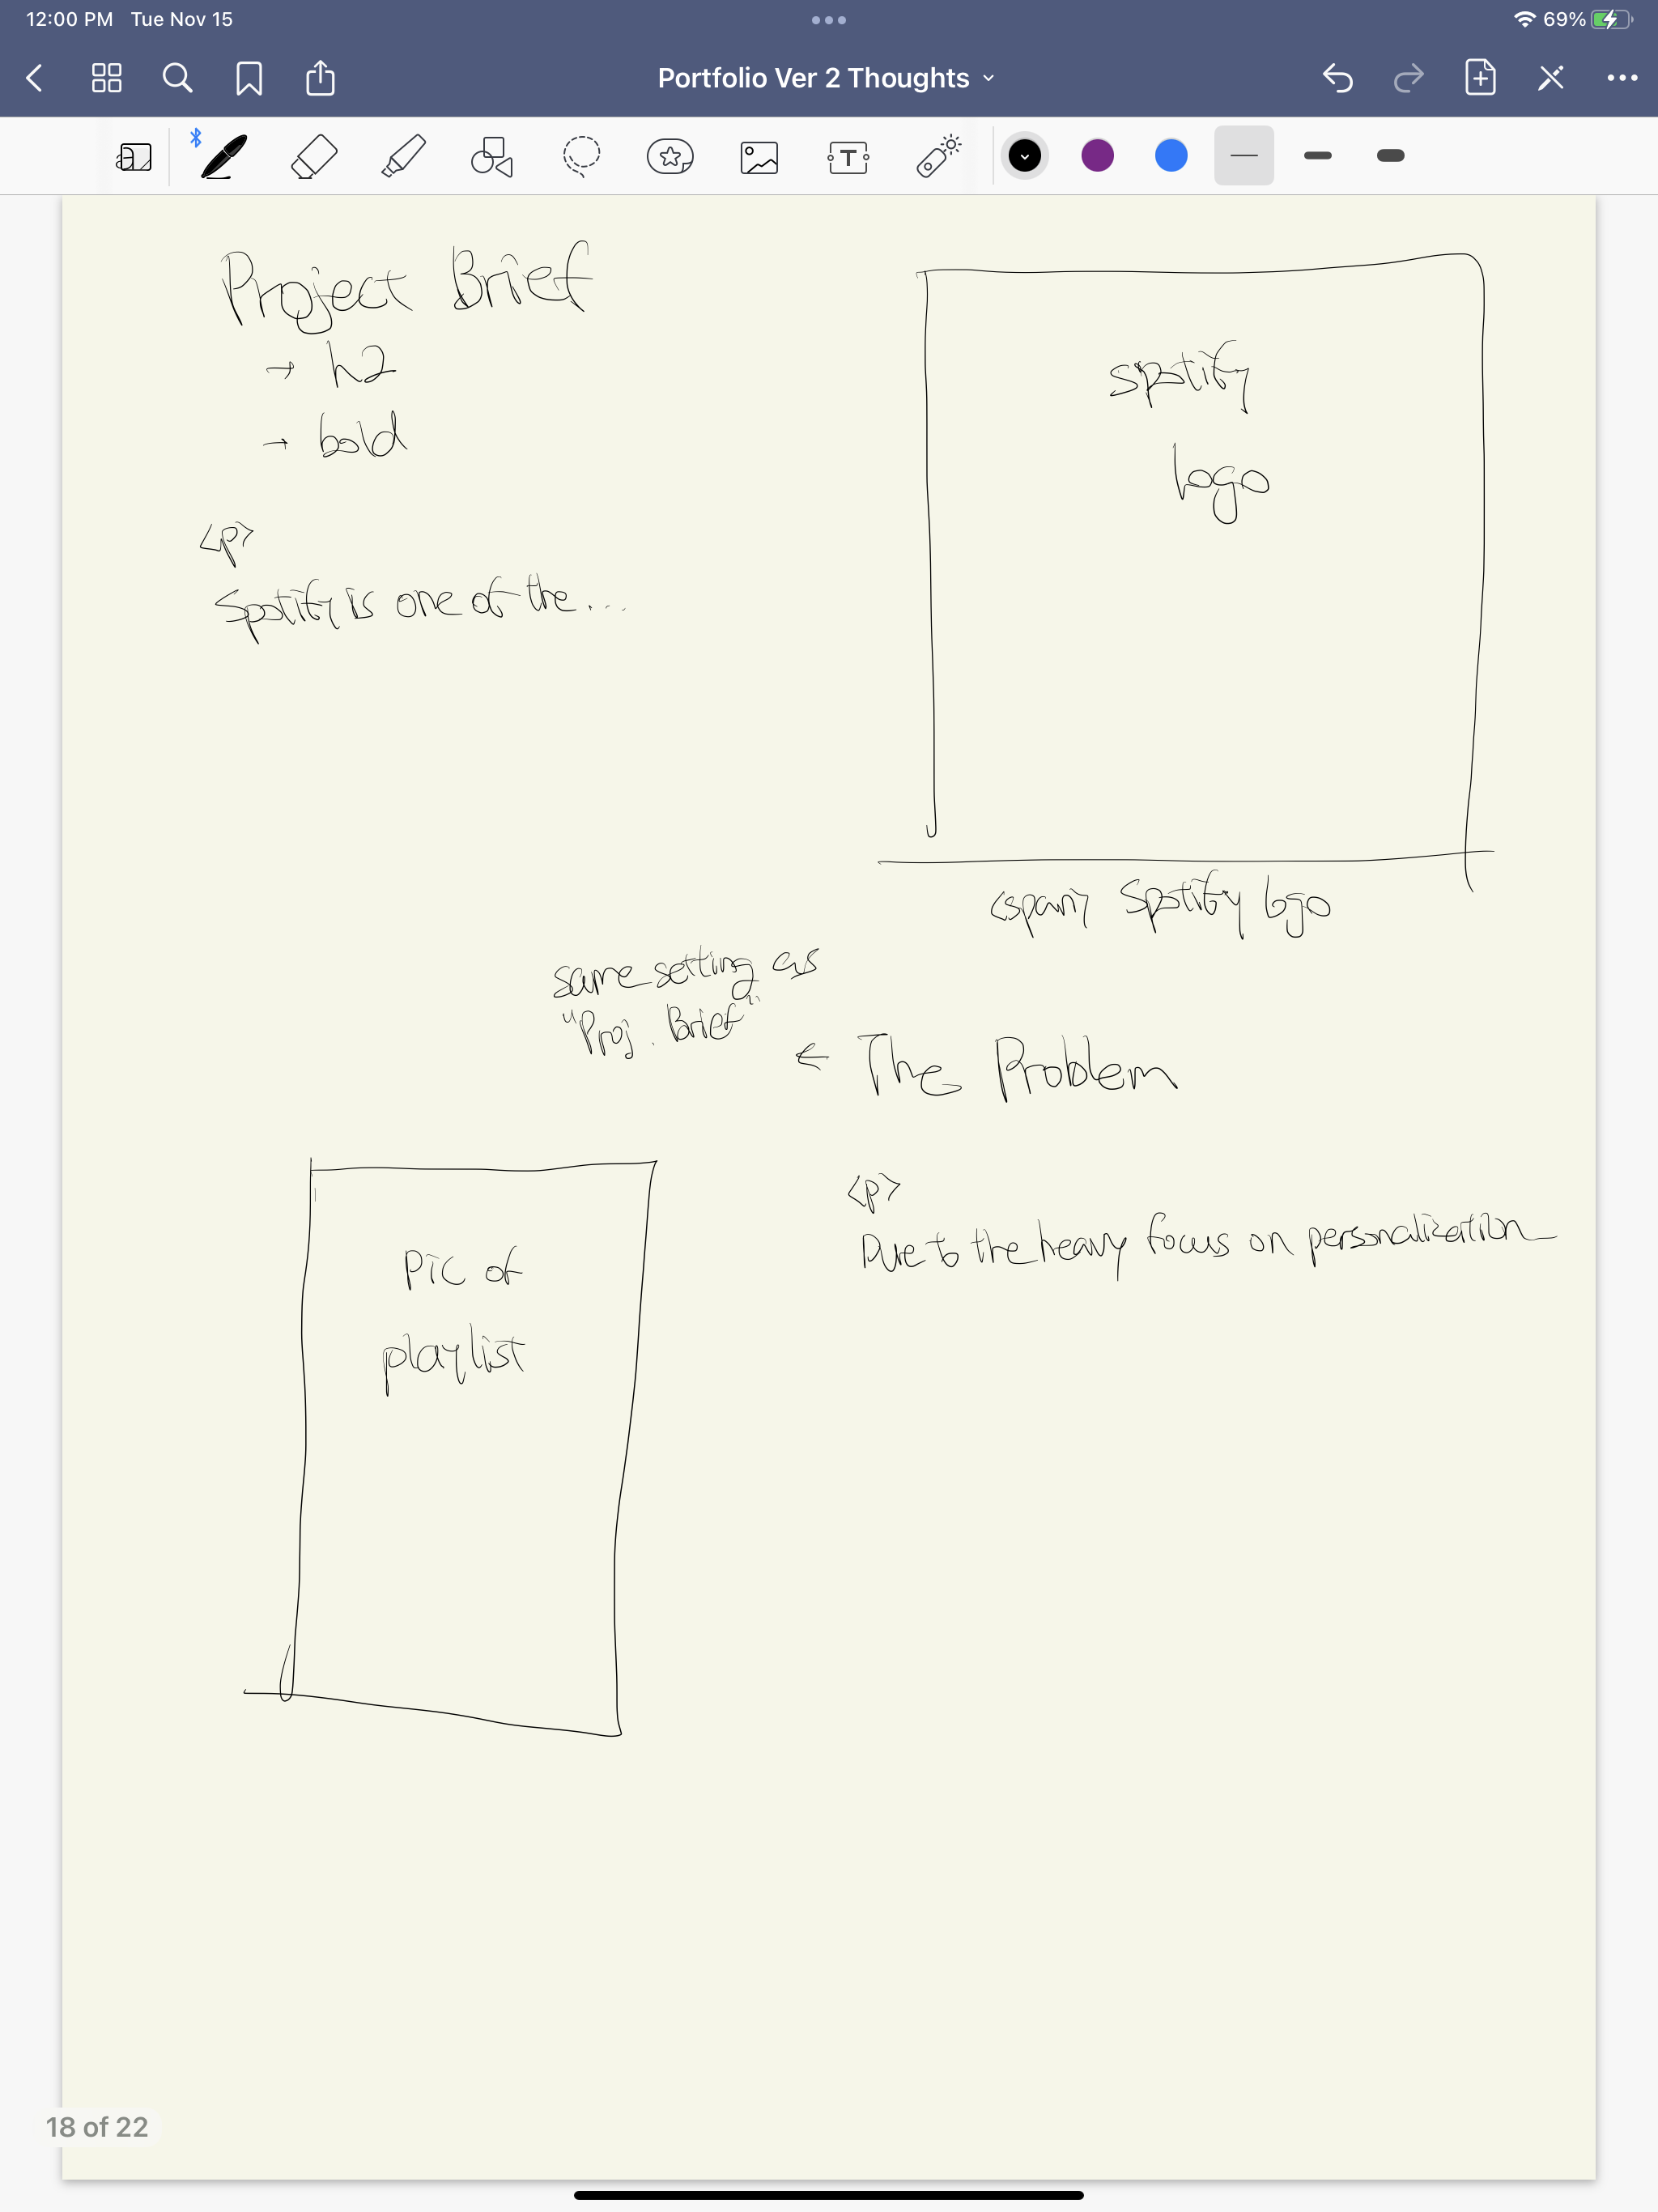 12:00 PM Tue Nov 15
69%
Portfolio Ver 2 Thoughts
Project Brief
→ h2
→ bold
<p>
Spotify is one of the...
spotify
logo
<span> Spotify logo
same setting as
"Proj. Brief"
← The Problem
<p>
Due to the heavy focus on personalization
Pic of
playlist
18 of 22